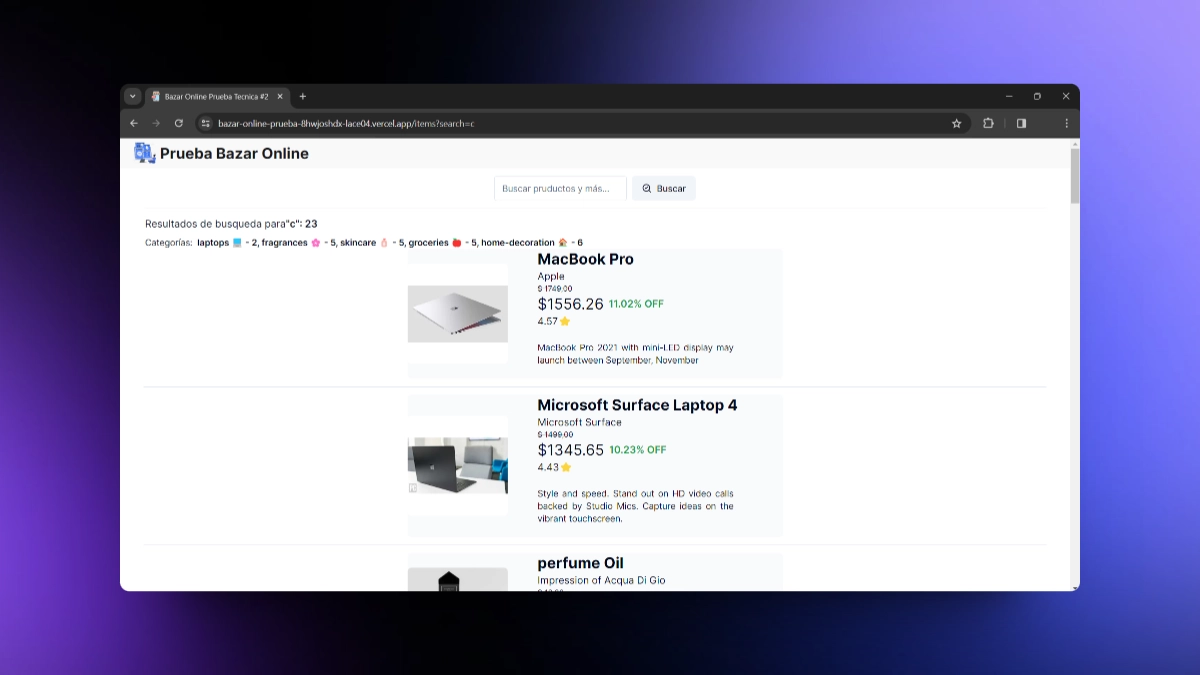 Bazar Online Prueba Tecnica #2
bazar-online-prueba-8hwjoshdx-lace04.vercel.app/items?search=c
Prueba Bazar Online
Buscar pruductos y más...
Buscar
Resultados de busqueda para"c": 23
Categorías: laptops 💻 - 2, fragrances 🌸 - 5, skincare 🧴 - 5, groceries 🍎 - 5, home-decoration 🏠 - 6
MacBook Pro
Apple
$ 1749.00
$1556.26 11.02% OFF
4.57⭐
MacBook Pro 2021 with mini-LED display may
launch between September, November
Microsoft Surface Laptop 4
Microsoft Surface
$ 1499.00
$1345.65 10.23% OFF
4.43⭐
Style and speed. Stand out on HD video calls
backed by Studio Mics. Capture ideas on the
vibrant touchscreen.
perfume Oil
Impression of Acqua Di Gio